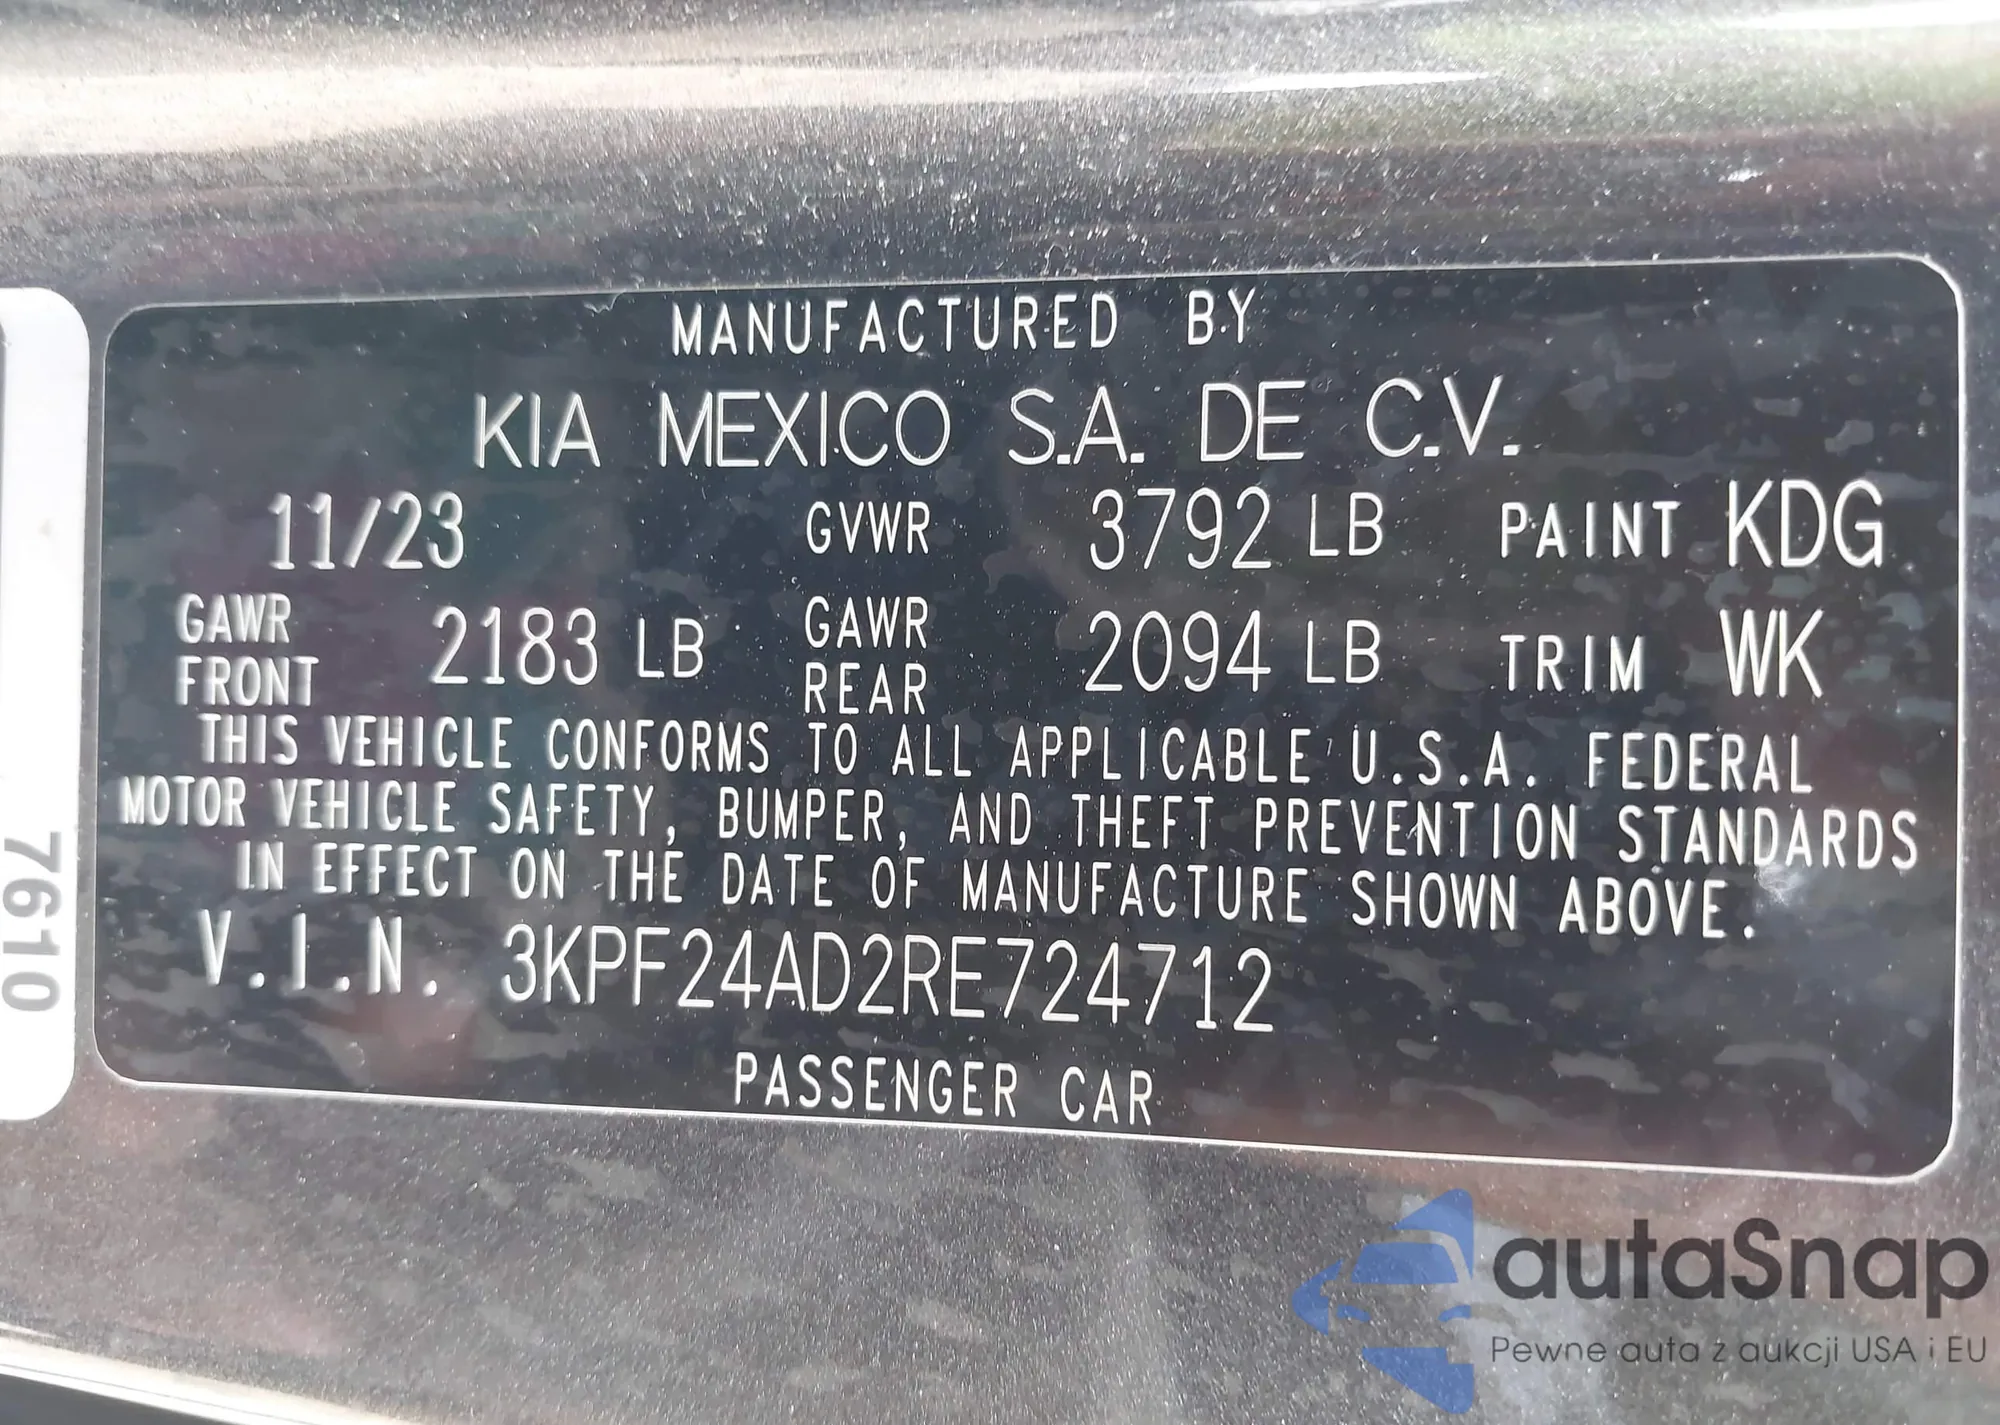 MANUFACTURED BY
KIA MEXICO S.A. DE C.V.
11/23 GVWR 3792 LB PAINT KDG
GAWR FRONT 2183 LB GAWR REAR 2094 LB TRIM WK
THIS VEHICLE CONFORMS TO ALL APPLICABLE U.S.A. FEDERAL
MOTOR VEHICLE SAFETY, BUMPER, AND THEFT PREVENTION STANDARDS
IN EFFECT ON THE DATE OF MANUFACTURE SHOWN ABOVE.
V.I.N. 3KPF24AD2RE724712
PASSENGER CAR
7610
autaSnap
Pewne auta z aukcji USA i EU